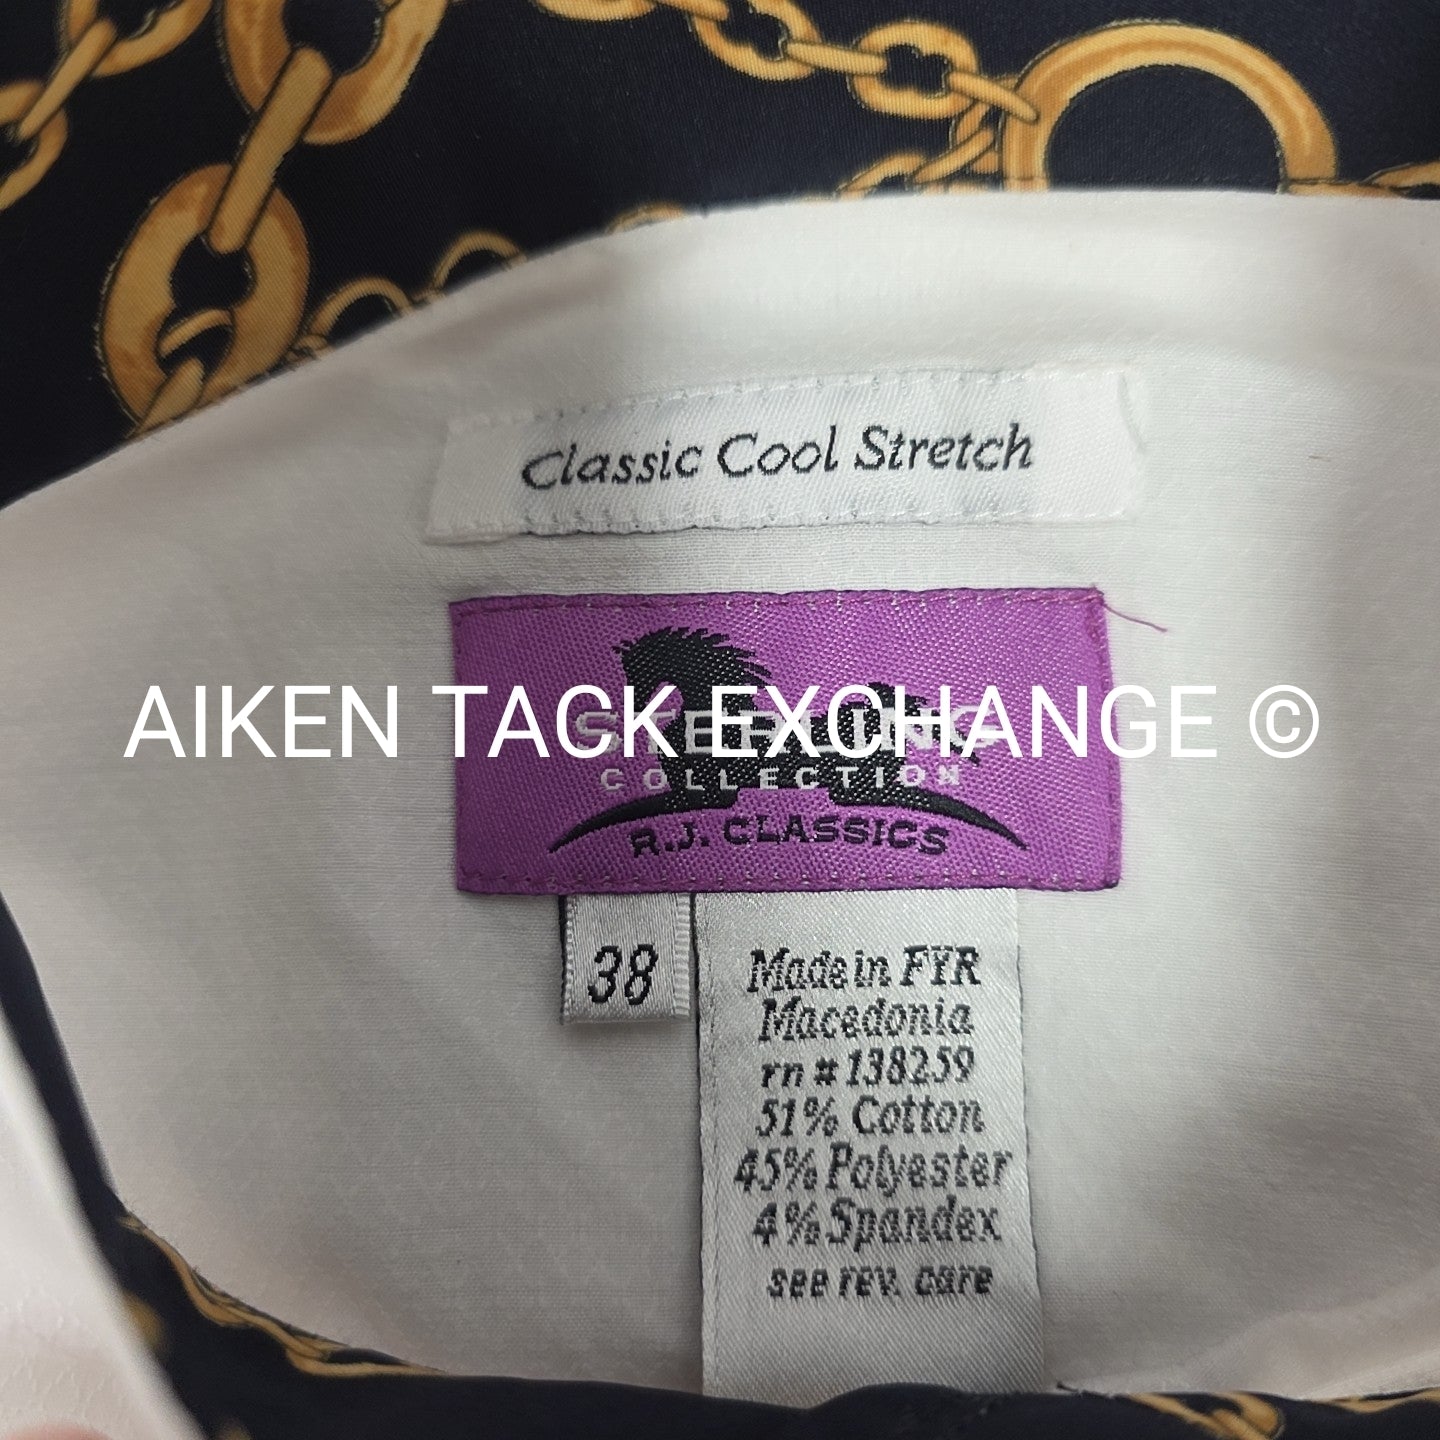 Classic Cool Stretch
AIKEN TACK EXCHANGE ©
STERLING
COLLECTION
R.J. CLASSICS
38
Made in FYR
Macedonia
rn # 138259
51% Cotton
45% Polyester
4% Spandex
see rev. care